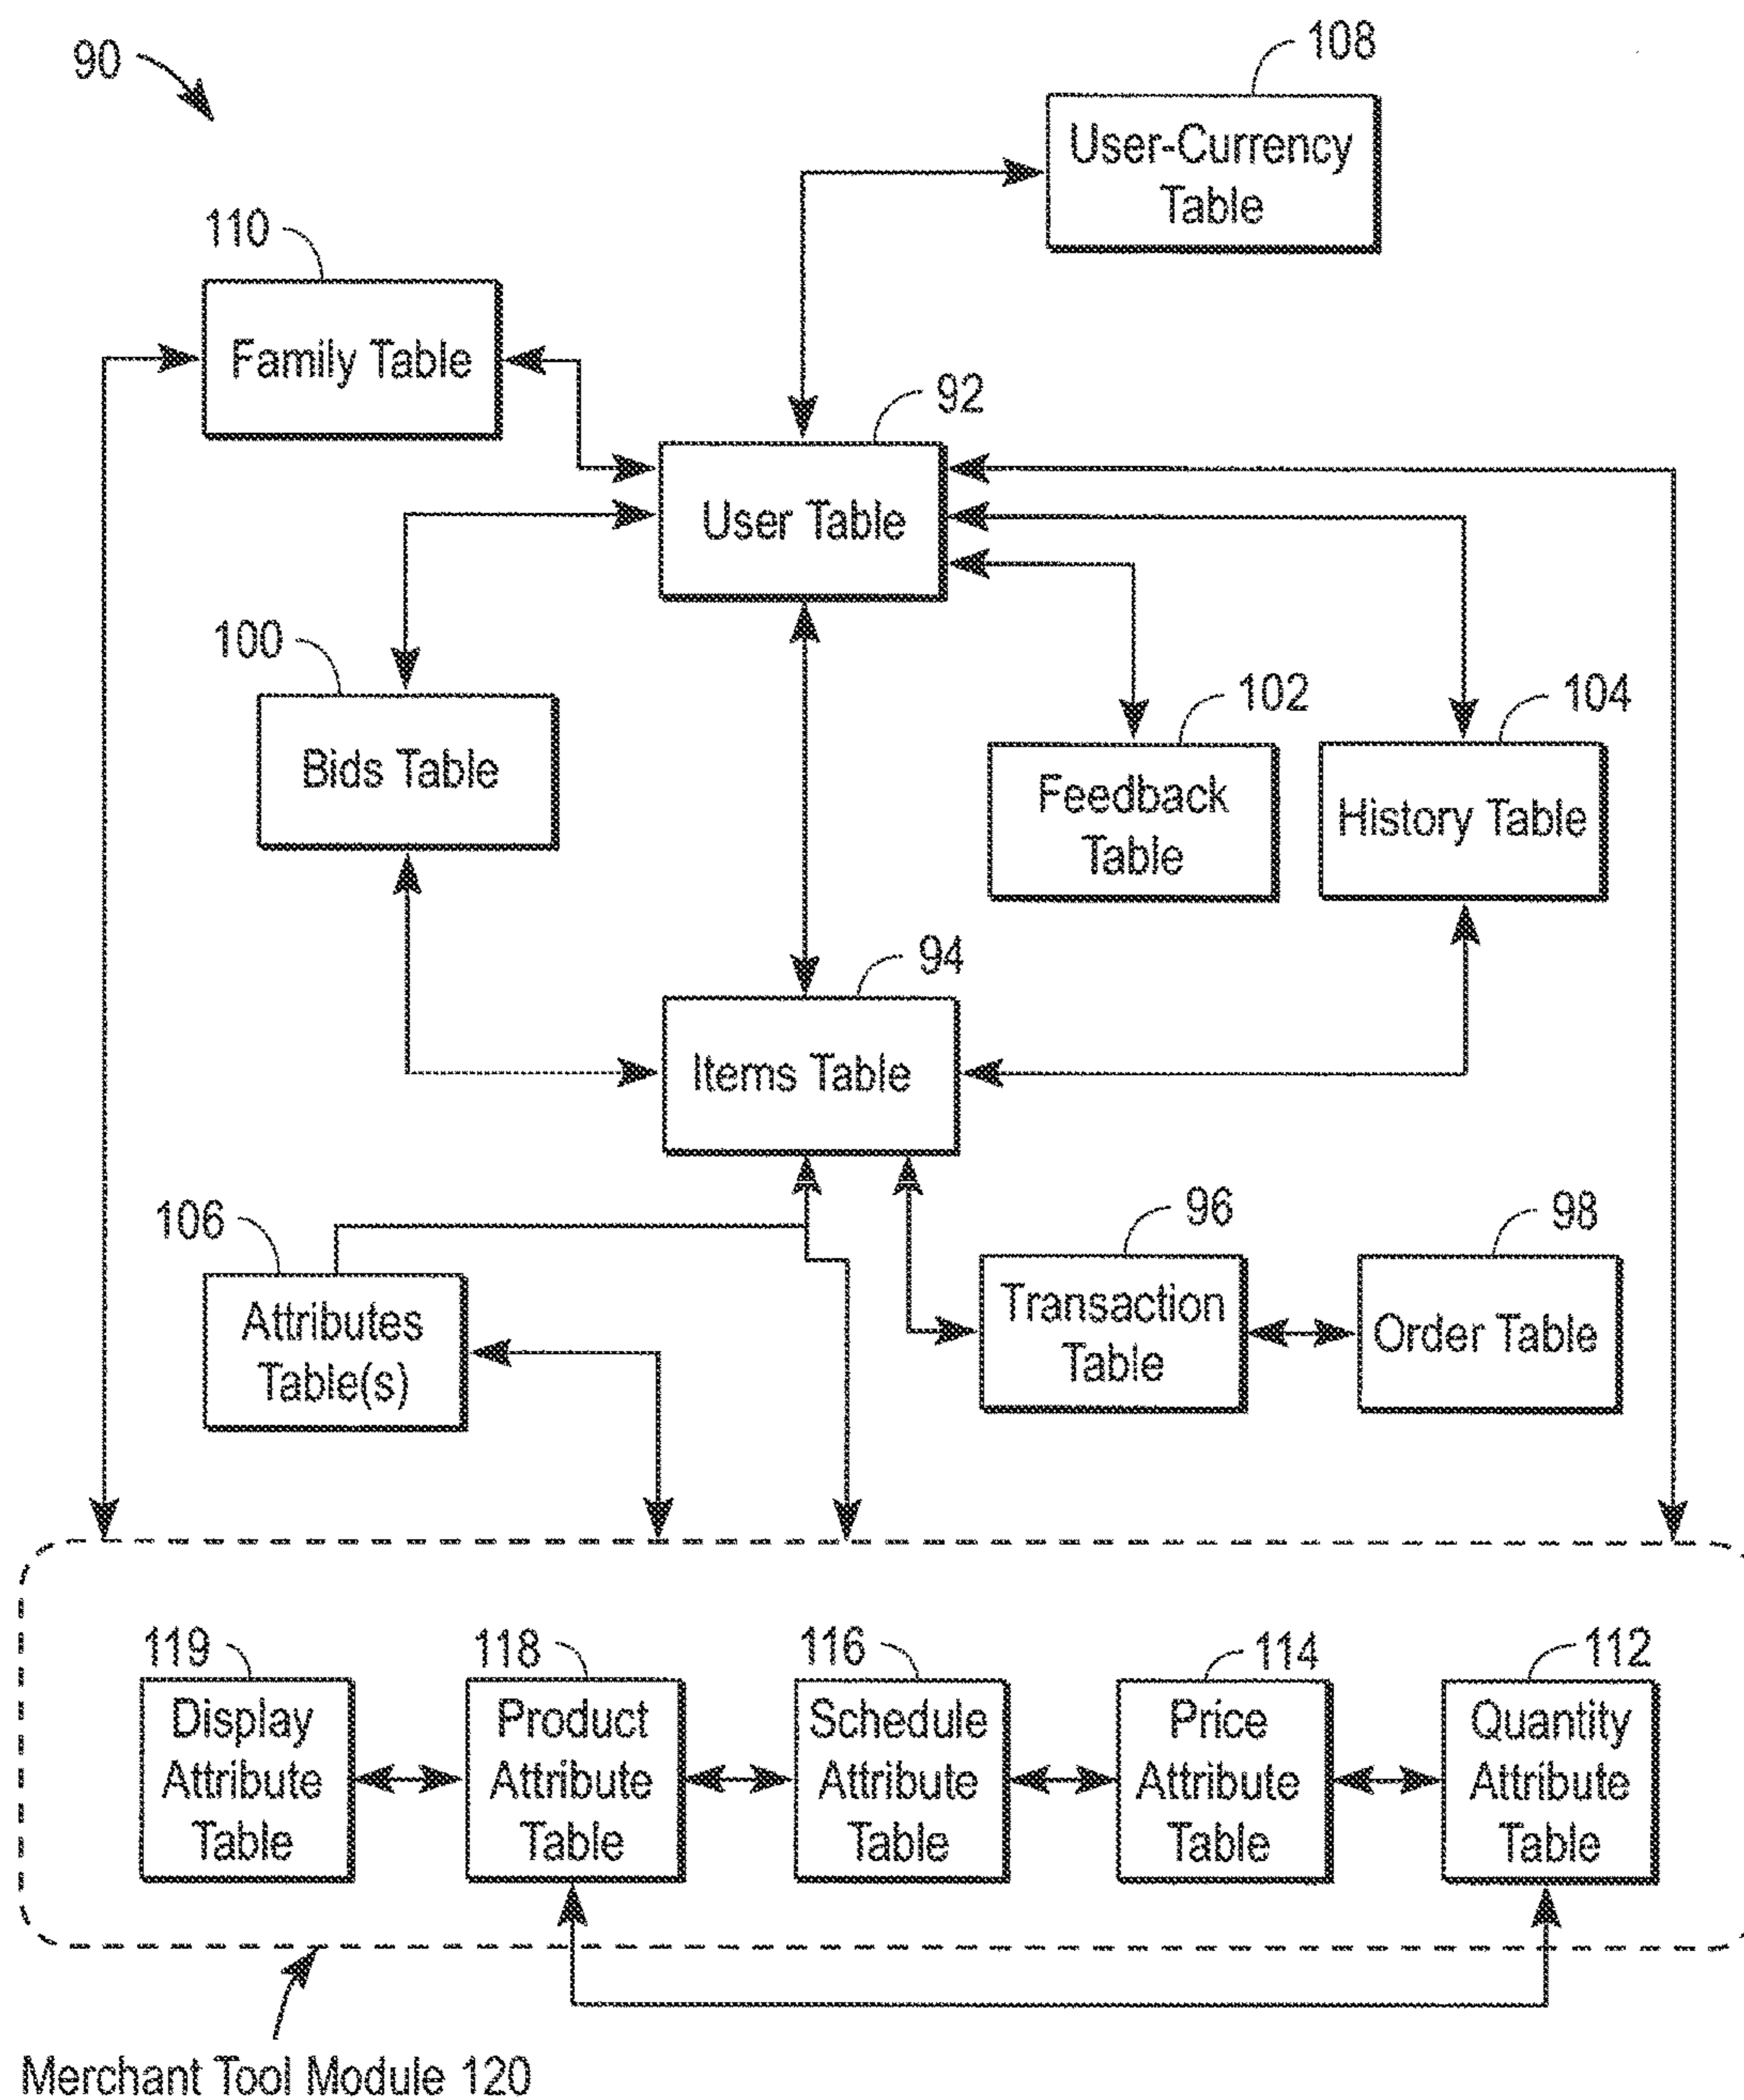 90
108
User-Currency
Table
110
Family Table
92
User Table
100
Bids Table
102
Feedback
Table
104
History Table
94
Items Table
106
Attributes
Table(s)
96
Transaction
Table
98
Order Table
119
Display
Attribute
Table
118
Product
Attribute
Table
116
Schedule
Attribute
Table
114
Price
Attribute
Table
112
Quantity
Attribute
Table
Merchant Tool Module 120